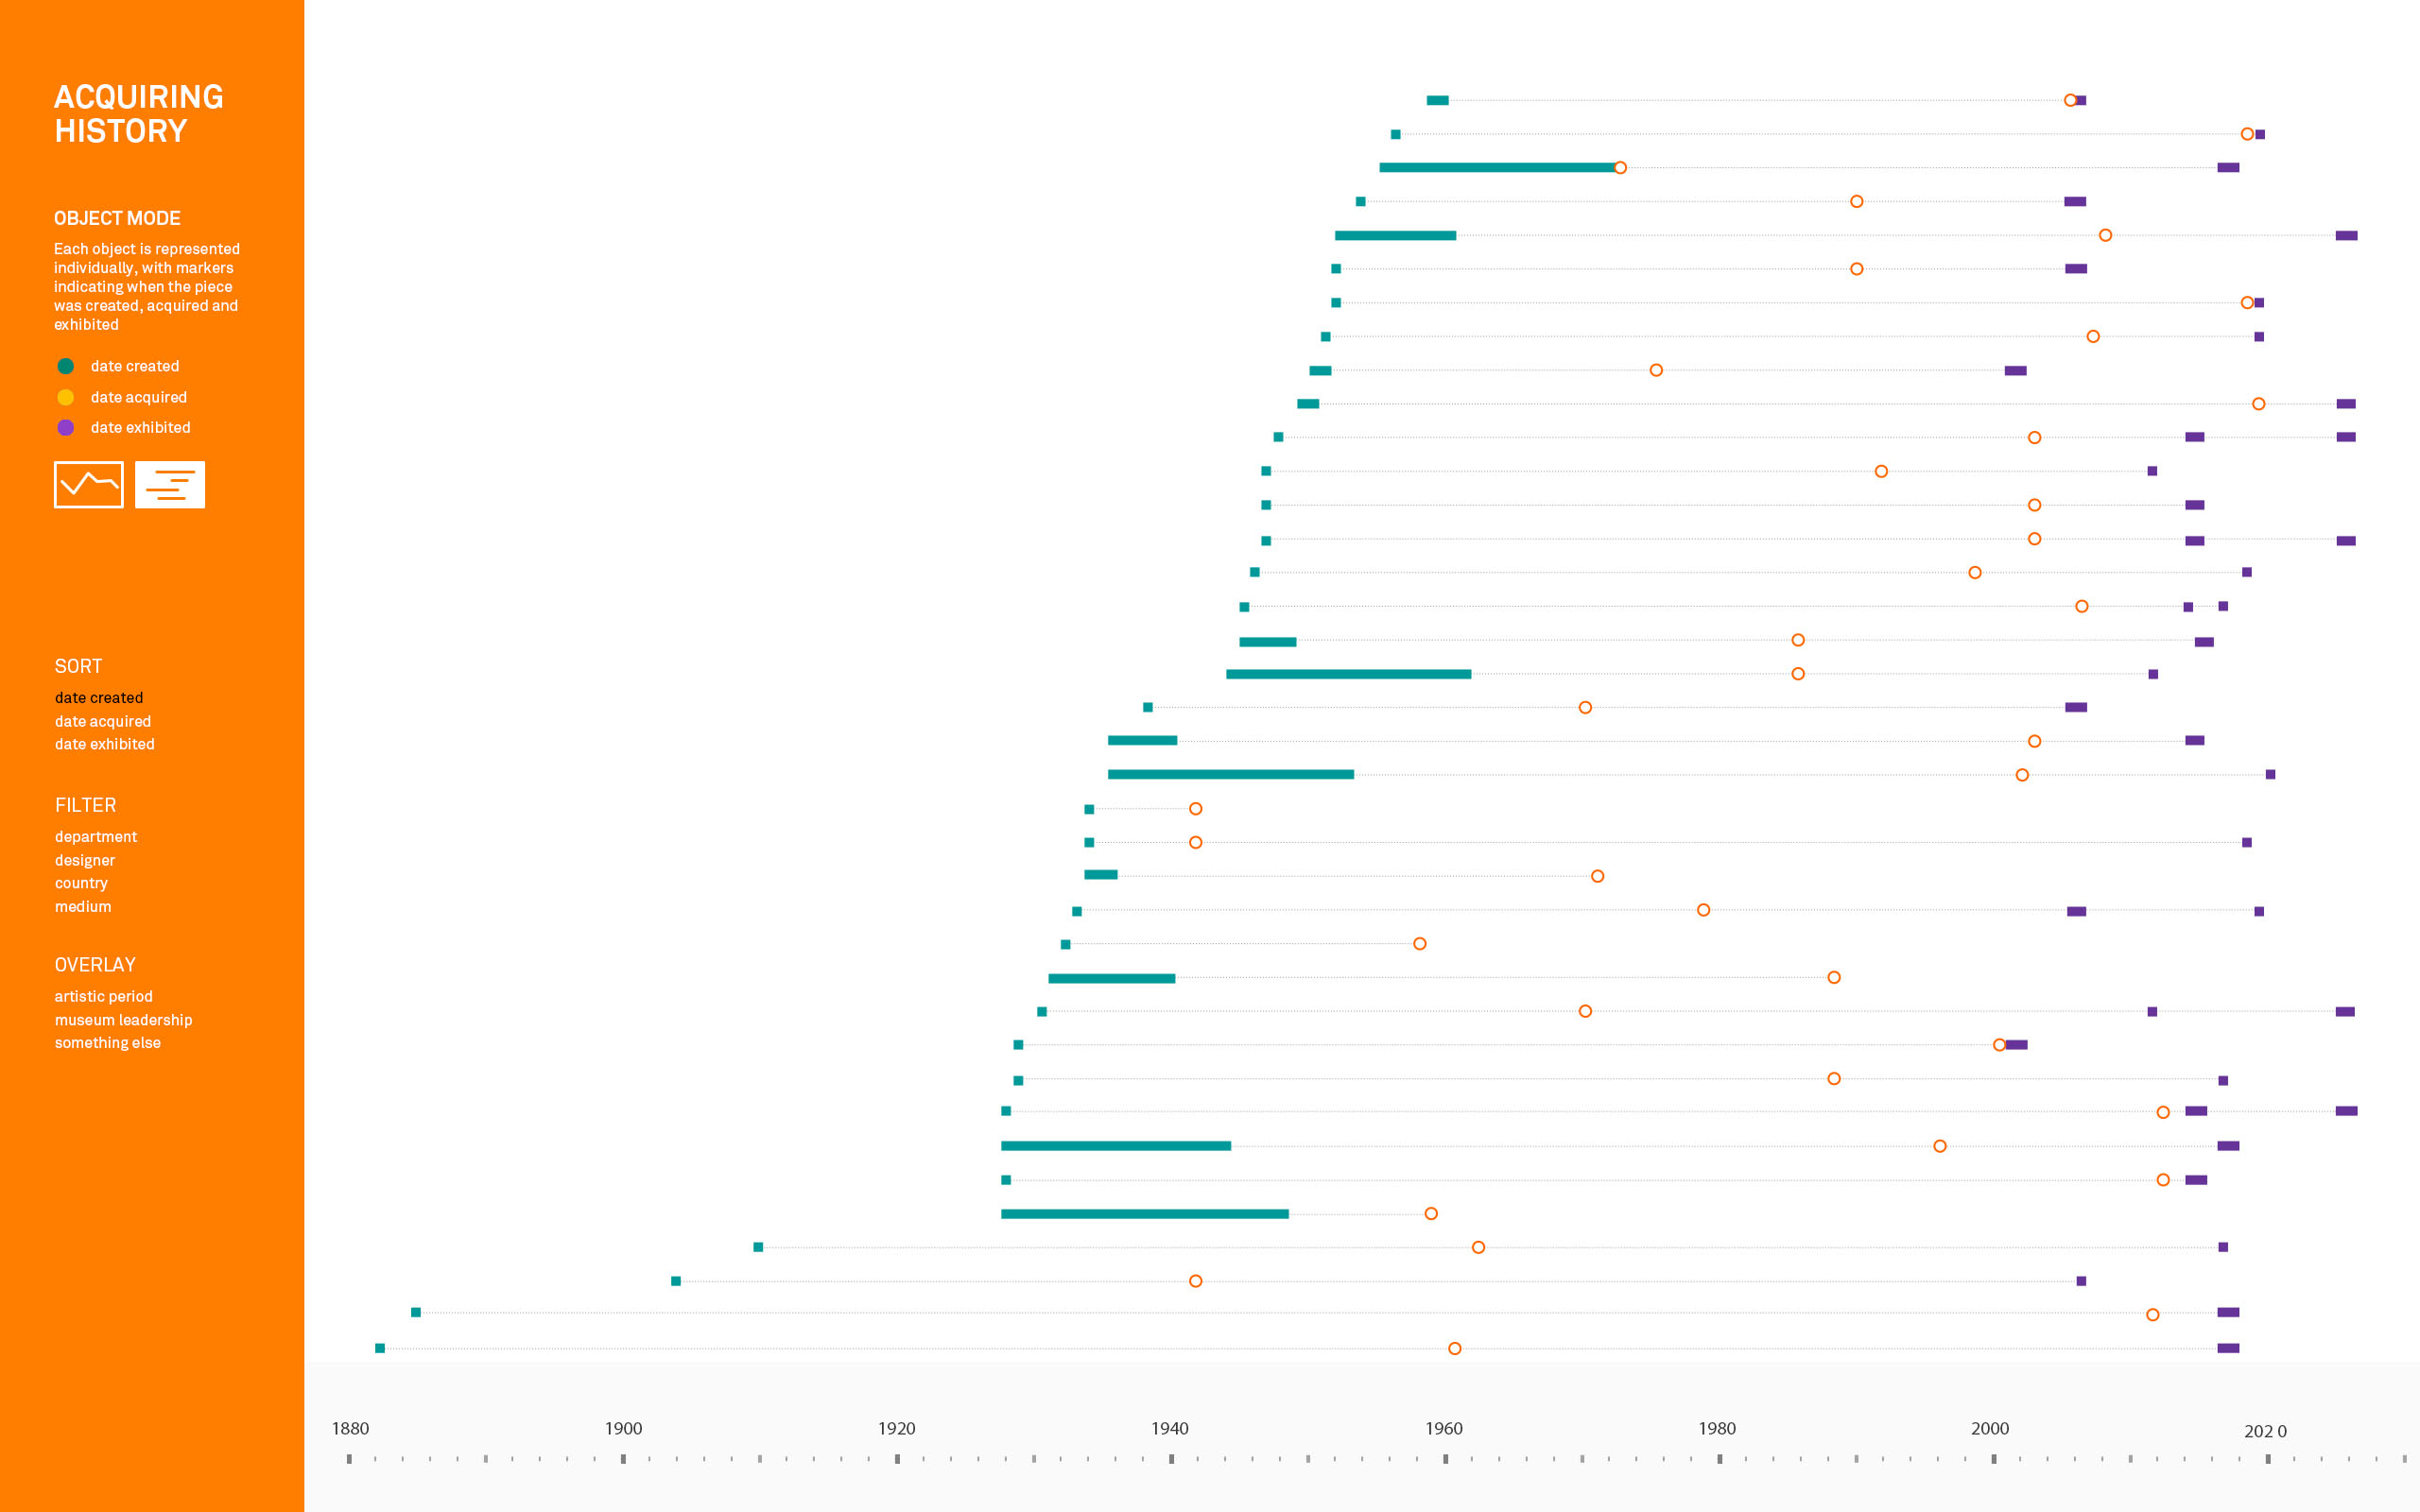 ACQUIRING
HISTORY
OBJECT MODE
Each object is represented
individually, with markers
indicating when the piece
was created, acquired and
exhibited
date created
date acquired
date exhibited
SORT
date created
date acquired
date exhibited
FILTER
department
designer
country
medium
OVERLAY
artistic period
museum leadership
something else
1880 1900 1920 1940 1960 1980 2000 202 0